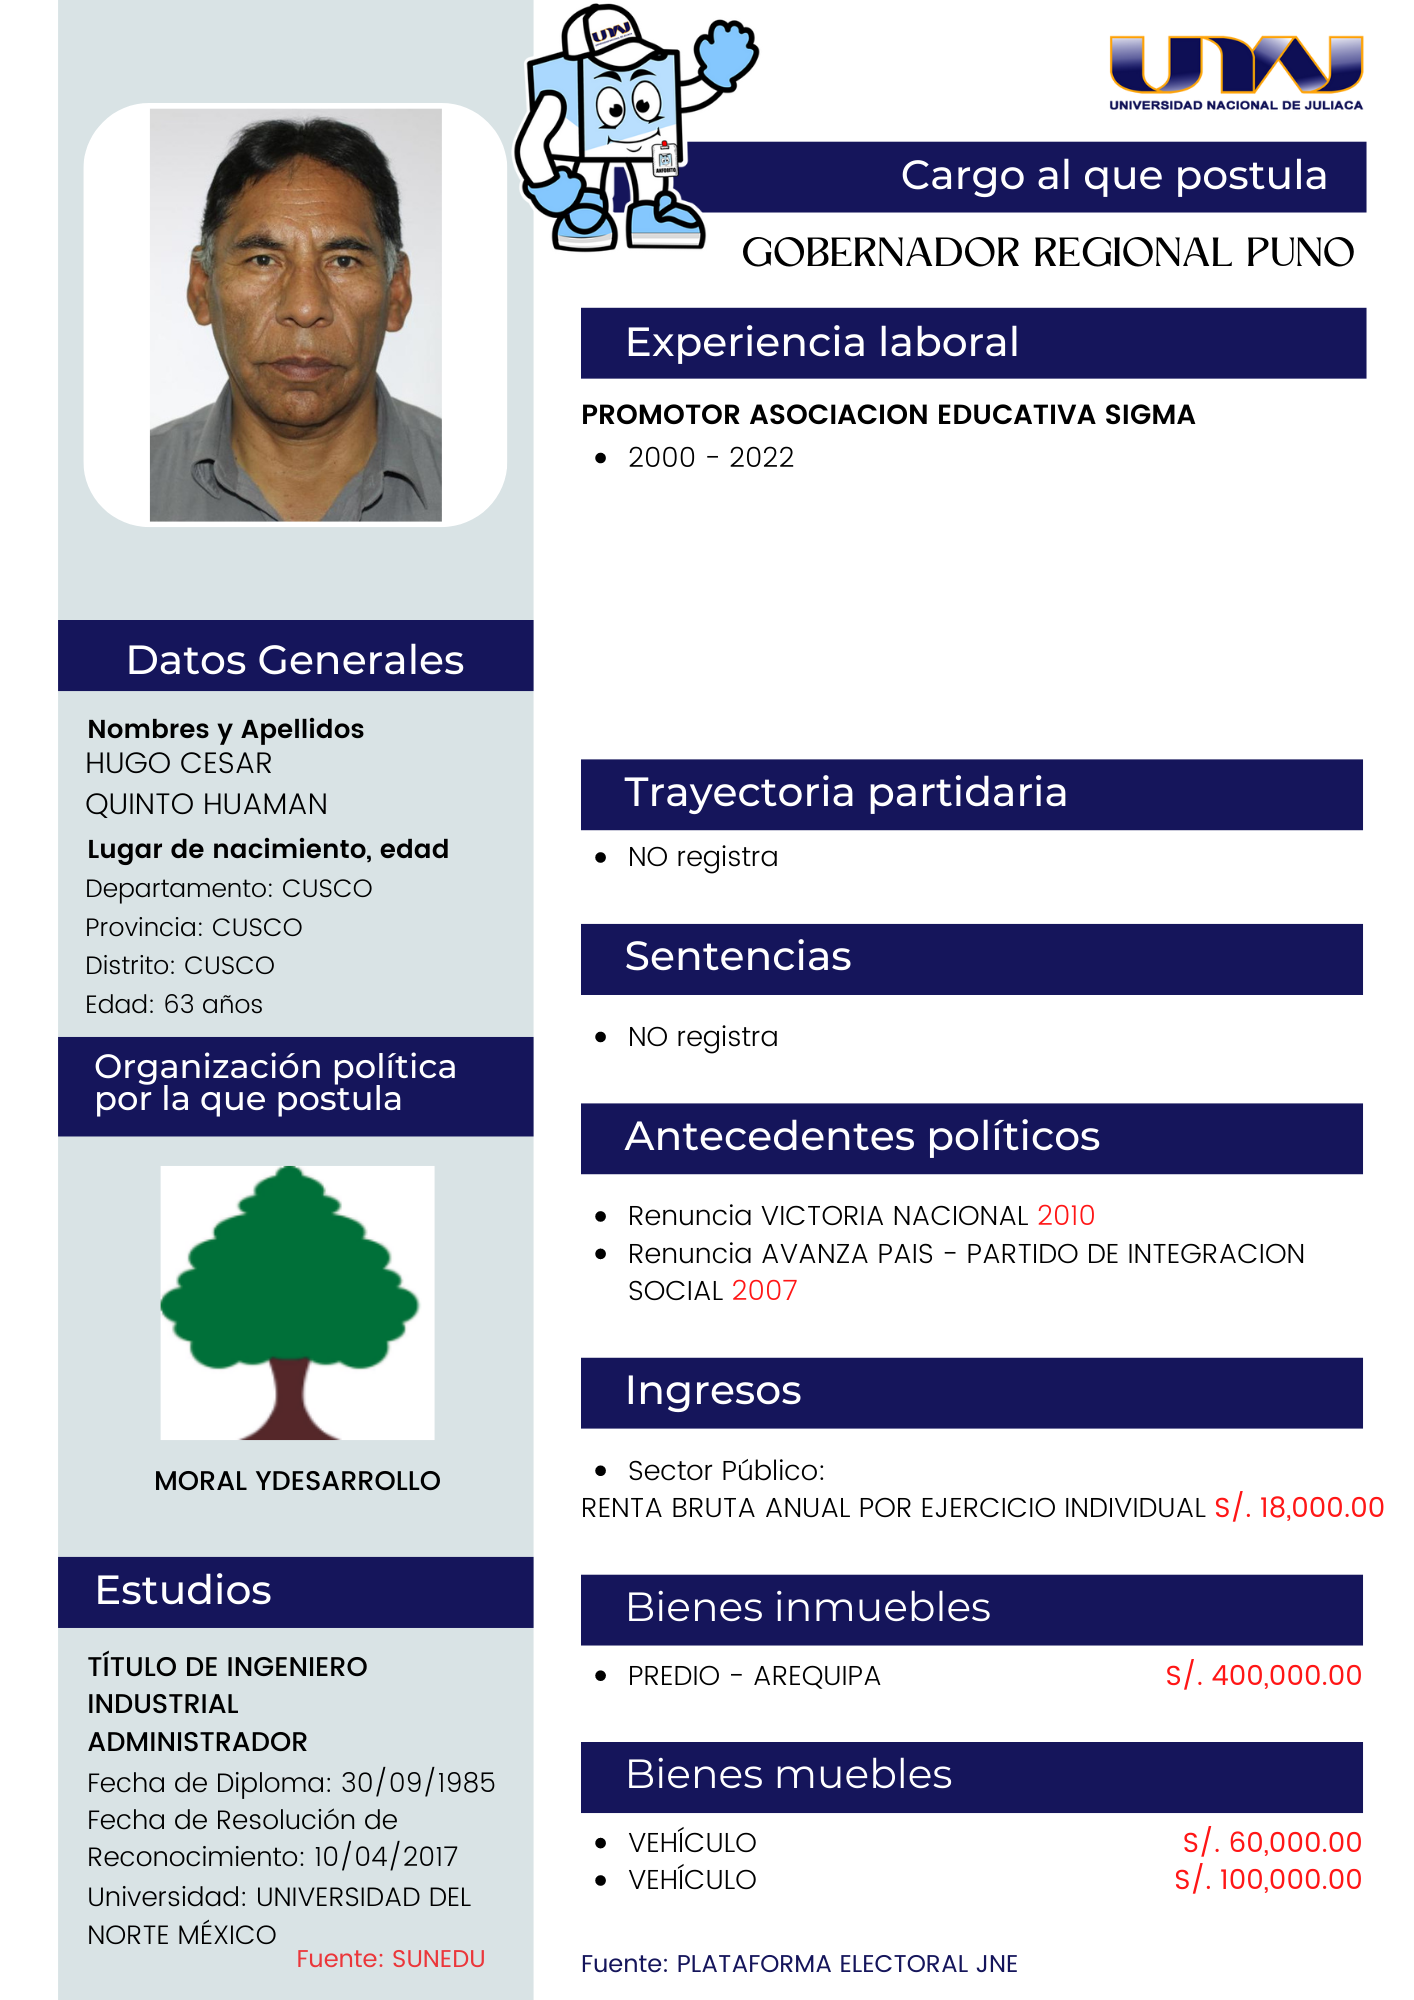 UNAJ
UNIVERSIDAD NACIONAL DE JULIACA
Cargo al que postula
GOBERNADOR REGIONAL PUNO
Datos Generales
Nombres y Apellidos
HUGO CESAR
QUINTO HUAMAN
Lugar de nacimiento, edad
Departamento: CUSCO
Provincia: CUSCO
Distrito: CUSCO
Edad: 63 años
Organización política
por la que postula
MORAL YDESARROLLO
Estudios
TÍTULO DE INGENIERO
INDUSTRIAL
ADMINISTRADOR
Fecha de Diploma: 30/09/1985
Fecha de Resolución de
Reconocimiento: 10/04/2017
Universidad: UNIVERSIDAD DEL
NORTE MÉXICO
Fuente: SUNEDU
Experiencia laboral
PROMOTOR ASOCIACION EDUCATIVA SIGMA
• 2000 - 2022
Trayectoria partidaria
• NO registra
Sentencias
• NO registra
Antecedentes políticos
• Renuncia VICTORIA NACIONAL 2010
• Renuncia AVANZA PAIS - PARTIDO DE INTEGRACION
SOCIAL 2007
Ingresos
• Sector Público:
RENTA BRUTA ANUAL POR EJERCICIO INDIVIDUAL S/. 18,000.00
Bienes inmuebles
• PREDIO - AREQUIPA S/. 400,000.00
Bienes muebles
• VEHÍCULO S/. 60,000.00
• VEHÍCULO S/. 100,000.00
Fuente: PLATAFORMA ELECTORAL JNE